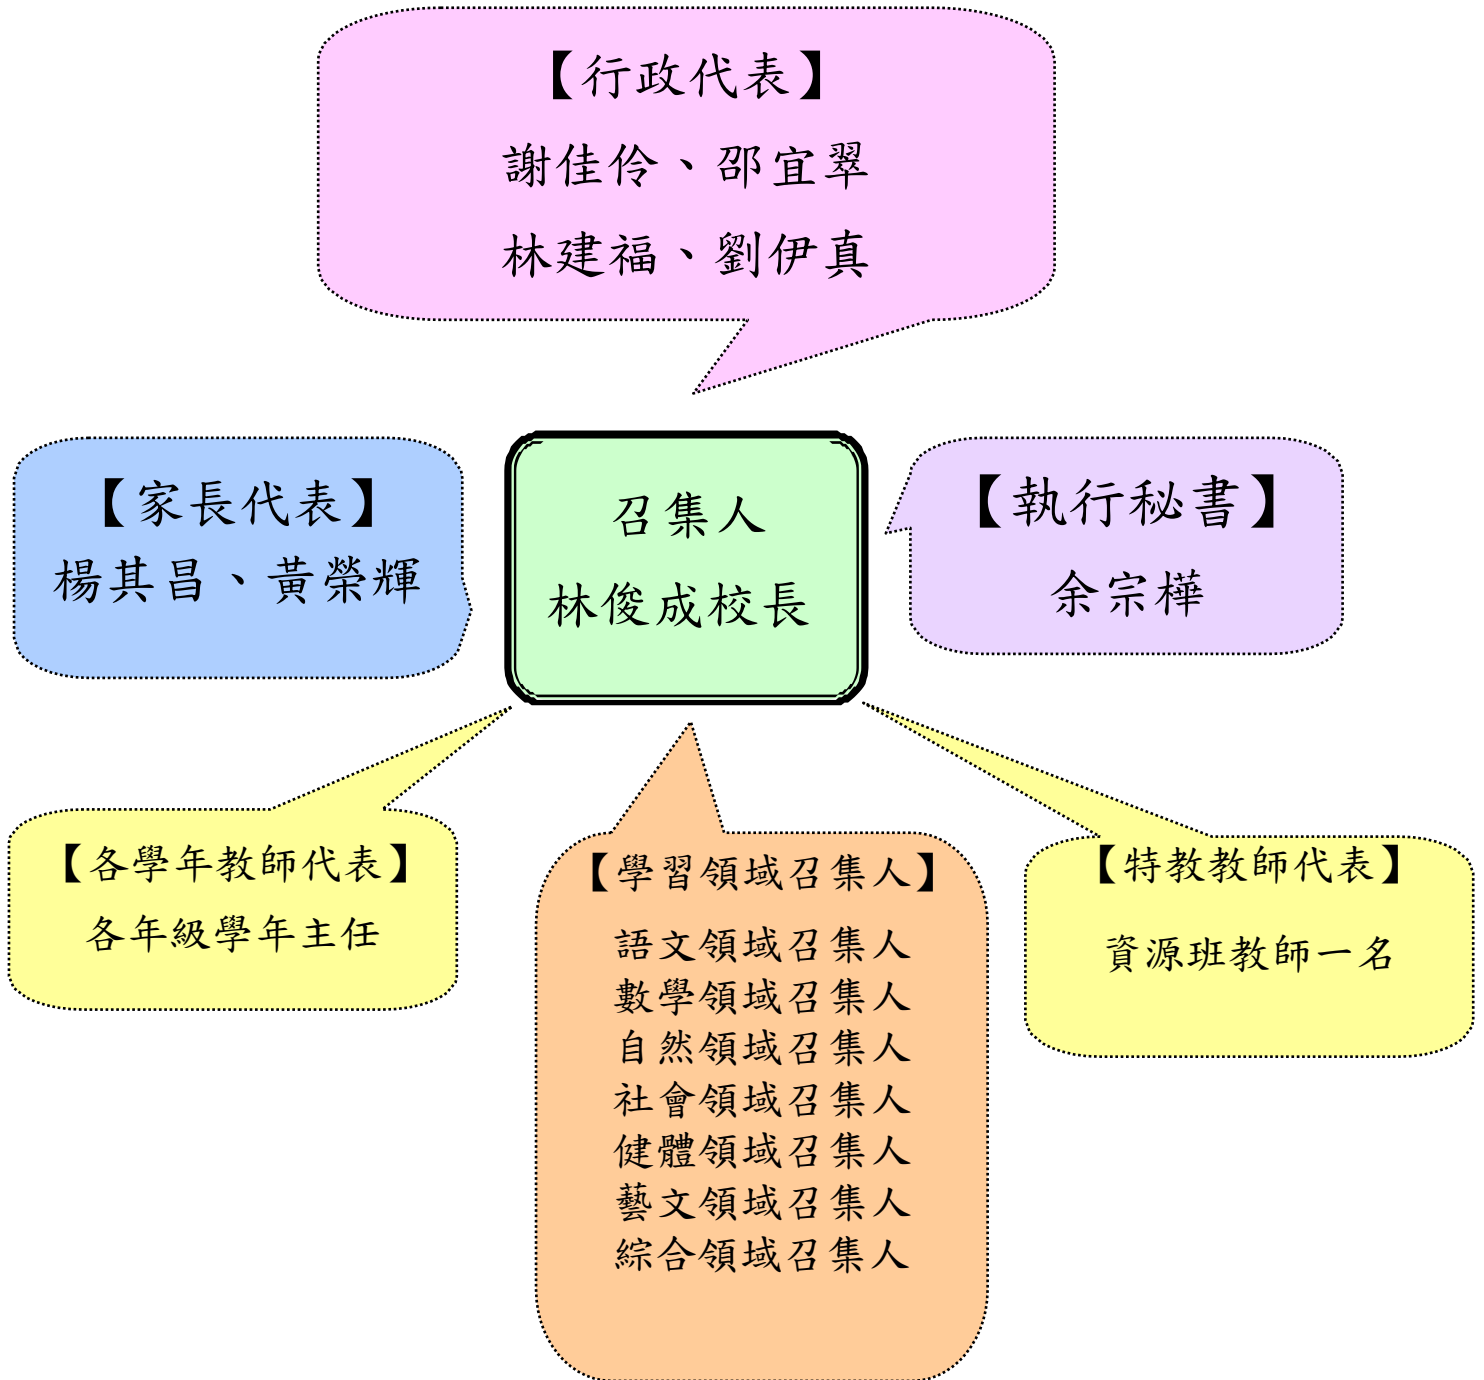 【行政代表】
謝佳伶、邵宜翠
林建福、劉伊真
【家長代表】
楊其昌、黃榮輝
召集人
林俊成校長
【執行秘書】
余宗樺
【各學年教師代表】
各年級學年主任
【學習領域召集人】
語文領域召集人
數學領域召集人
自然領域召集人
社會領域召集人
健體領域召集人
藝文領域召集人
綜合領域召集人
【特教教師代表】
資源班教師一名